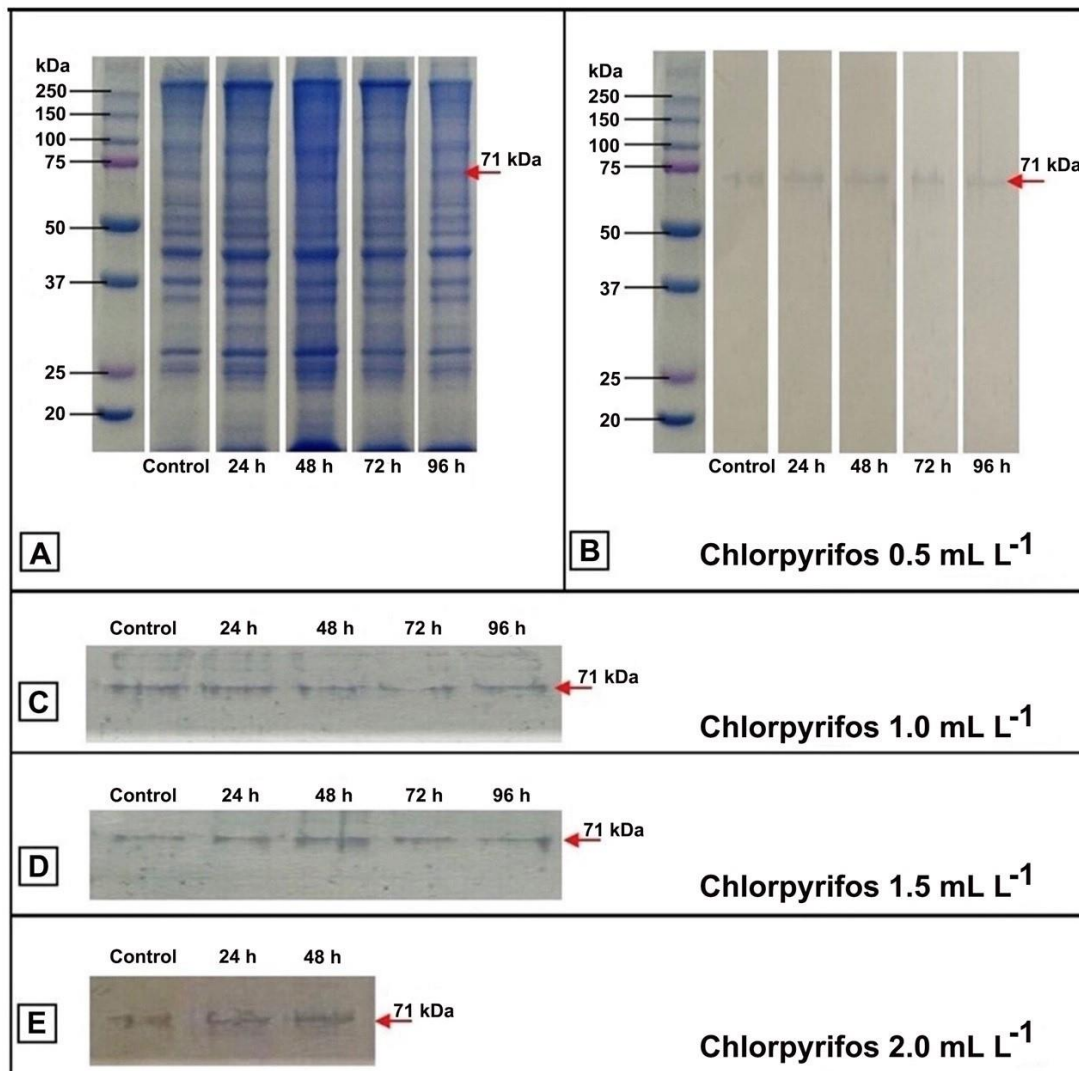 kDa
250
150
100
75
50
37
25
20
71 kDa
Control 24 h 48 h 72 h 96 h
A
kDa
250
150
100
75
50
37
25
20
71 kDa
Control 24 h 48 h 72 h 96 h
B
Chlorpyrifos 0.5 mL L-1
Control 24 h 48 h 72 h 96 h
71 kDa
C
Chlorpyrifos 1.0 mL L-1
Control 24 h 48 h 72 h 96 h
71 kDa
D
Chlorpyrifos 1.5 mL L-1
Control 24 h 48 h
71 kDa
E
Chlorpyrifos 2.0 mL L-1